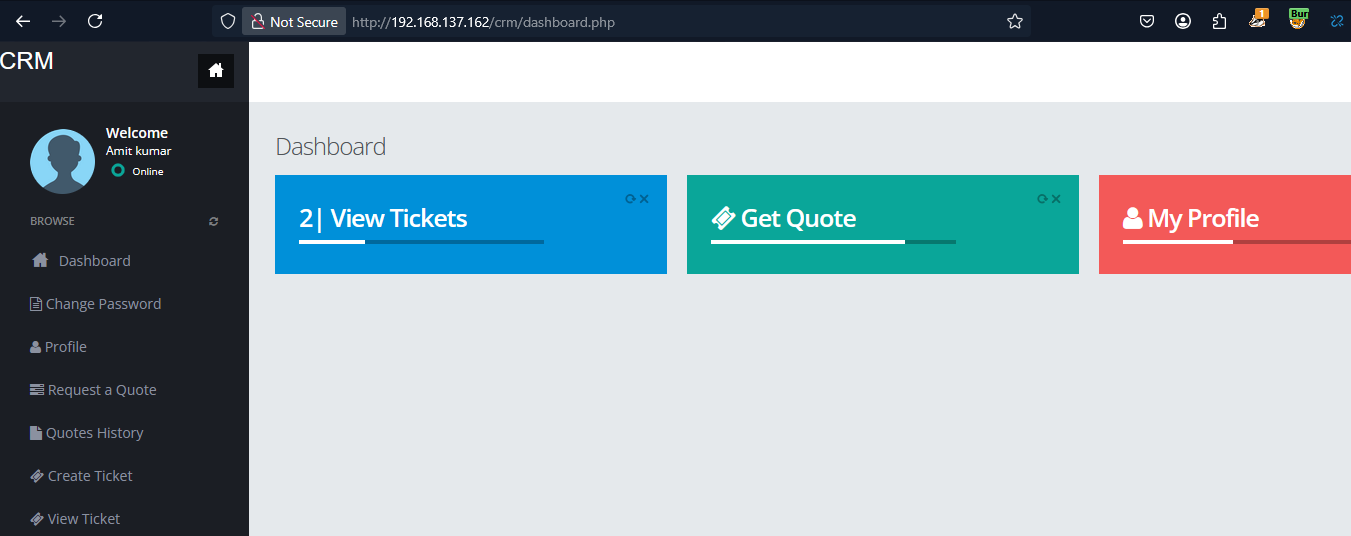 Not Secure http://192.168.137.162/crm/dashboard.php
1
Bur
CRM
Welcome
Amit kumar
Online
BROWSE
Dashboard
Change Password
Profile
Request a Quote
Quotes History
Create Ticket
View Ticket
Dashboard
2| View Tickets
Get Quote
My Profile